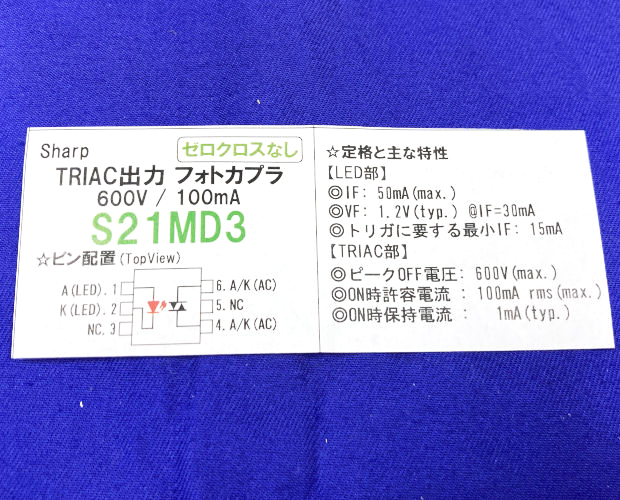 Sharp
ゼロクロスなし
TRIAC出力 フォトカプラ
600V / 100mA
S21MD3
☆ピン配置(TopView)
A(LED). 1
K(LED). 2
NC. 3
6. A/K(AC)
5. NC
4. A/K(AC)
☆定格と主な特性
【LED部】
◎IF: 50mA(max.)
◎VF: 1.2V(typ.) @IF=30mA
◎トリガに要する最小IF: 15mA
【TRIAC部】
◎ピークOFF電圧: 600V(max.)
◎ON時許容電流 : 100mA rms(max.)
◎ON時保持電流 : 1mA(typ.)